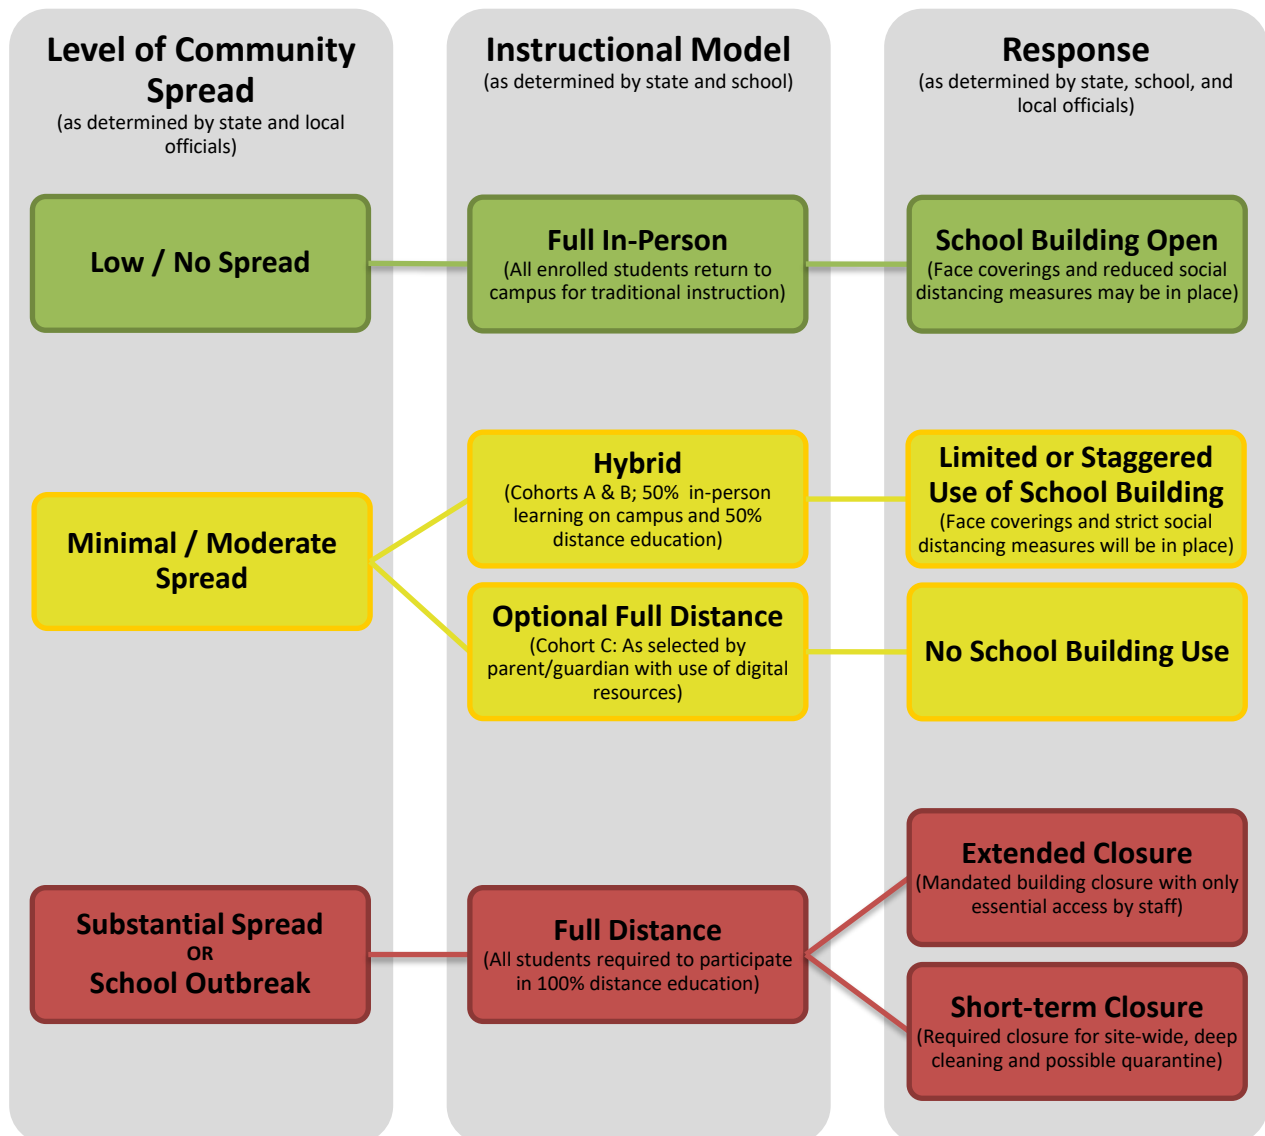 Level of Community
Spread
(as determined by state and local
officials)
Instructional Model
(as determined by state and school)
Response
(as determined by state, school, and
local officials)
Low / No Spread
Full In-Person
(All enrolled students return to
campus for traditional instruction)
School Building Open
(Face coverings and reduced social
distancing measures may be in place)
Minimal / Moderate
Spread
Hybrid
(Cohorts A & B; 50% in-person
learning on campus and 50%
distance education)
Limited or Staggered
Use of School Building
(Face coverings and strict social
distancing measures will be in place)
Optional Full Distance
(Cohort C: As selected by
parent/guardian with use of digital
resources)
No School Building Use
Substantial Spread
OR
School Outbreak
Full Distance
(All students required to participate
in 100% distance education)
Extended Closure
(Mandated building closure with only
essential access by staff)
Short-term Closure
(Required closure for site-wide, deep
cleaning and possible quarantine)